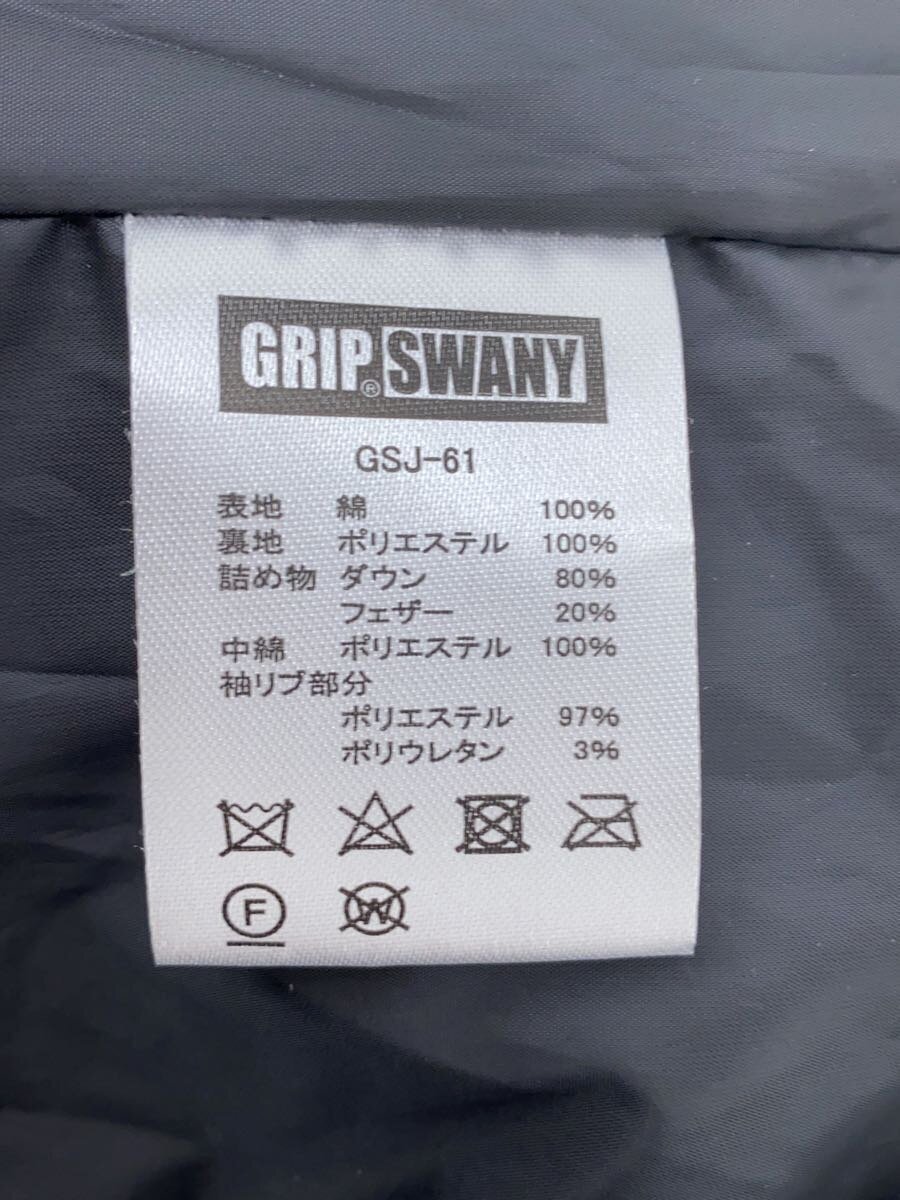 GRIP® SWANY
GSJ-61
表地 綿 100%
裏地 ポリエステル 100%
詰め物 ダウン 80%
フェザー 20%
中綿 ポリエステル 100%
袖リブ部分
ポリエステル 97%
ポリウレタン 3%
F W